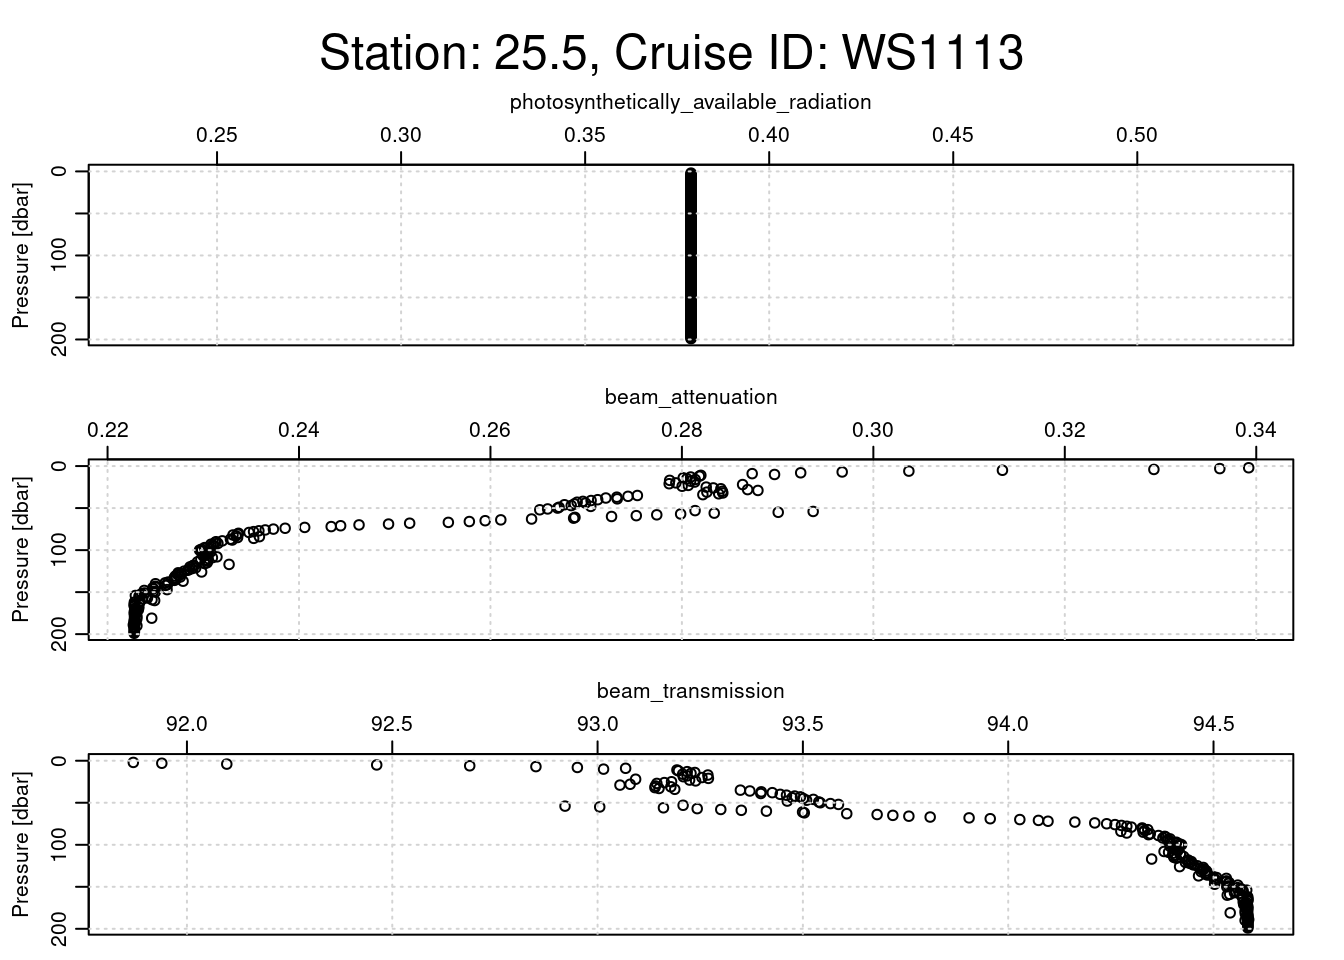 Station: 25.5, Cruise ID: WS1113
photosynthetically_available_radiation
0.25 0.30 0.35 0.40 0.45 0.50
Pressure [dbar]
0
100
200
beam_attenuation
0.22 0.24 0.26 0.28 0.30 0.32 0.34
Pressure [dbar]
0
100
200
beam_transmission
92.0 92.5 93.0 93.5 94.0 94.5
Pressure [dbar]
0
100
200